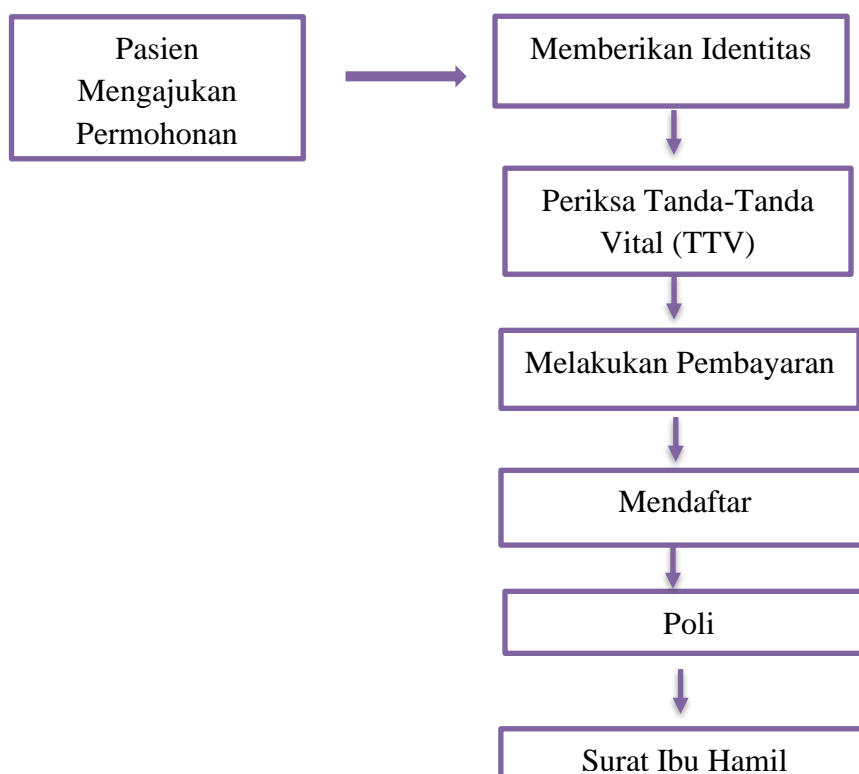 Pasien
Mengajukan
Permohonan
Memberikan Identitas
Periksa Tanda-Tanda
Vital (TTV)
Melakukan Pembayaran
Mendaftar
Poli
Surat Ibu Hamil